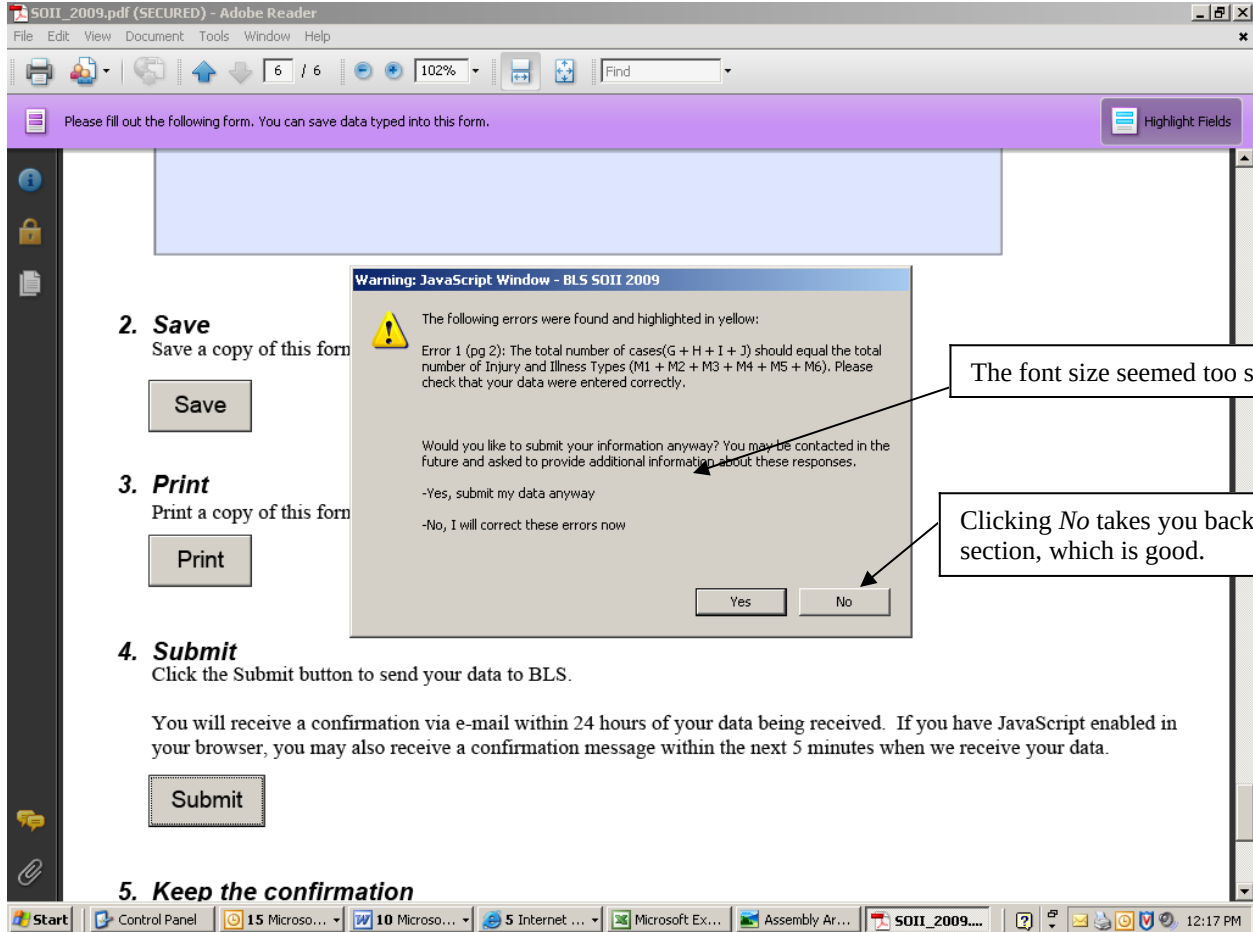 SOII_2009.pdf (SECURED) - Adobe Reader
File Edit View Document Tools Window Help
6 / 6 102% Find
Please fill out the following form. You can save data typed into this form.
Highlight Fields
Warning: JavaScript Window - BLS SOII 2009
The following errors were found and highlighted in yellow:
Error 1 (pg 2): The total number of cases(G + H + I + J) should equal the total
number of Injury and Illness Types (M1 + M2 + M3 + M4 + M5 + M6). Please
check that your data were entered correctly.
Would you like to submit your information anyway? You may be contacted in the
future and asked to provide additional information about these responses.
-Yes, submit my data anyway
-No, I will correct these errors now
Yes No
The font size seemed too s
Clicking No takes you back
section, which is good.
2. Save
Save a copy of this form
Save
3. Print
Print a copy of this form
Print
4. Submit
Click the Submit button to send your data to BLS.
You will receive a confirmation via e-mail within 24 hours of your data being received. If you have JavaScript enabled in
your browser, you may also receive a confirmation message within the next 5 minutes when we receive your data.
Submit
5. Keep the confirmation
Start Control Panel 15 Microso... 10 Microso... 5 Internet ... Microsoft Ex... Assembly Ar... SOII_2009.... 12:17 PM